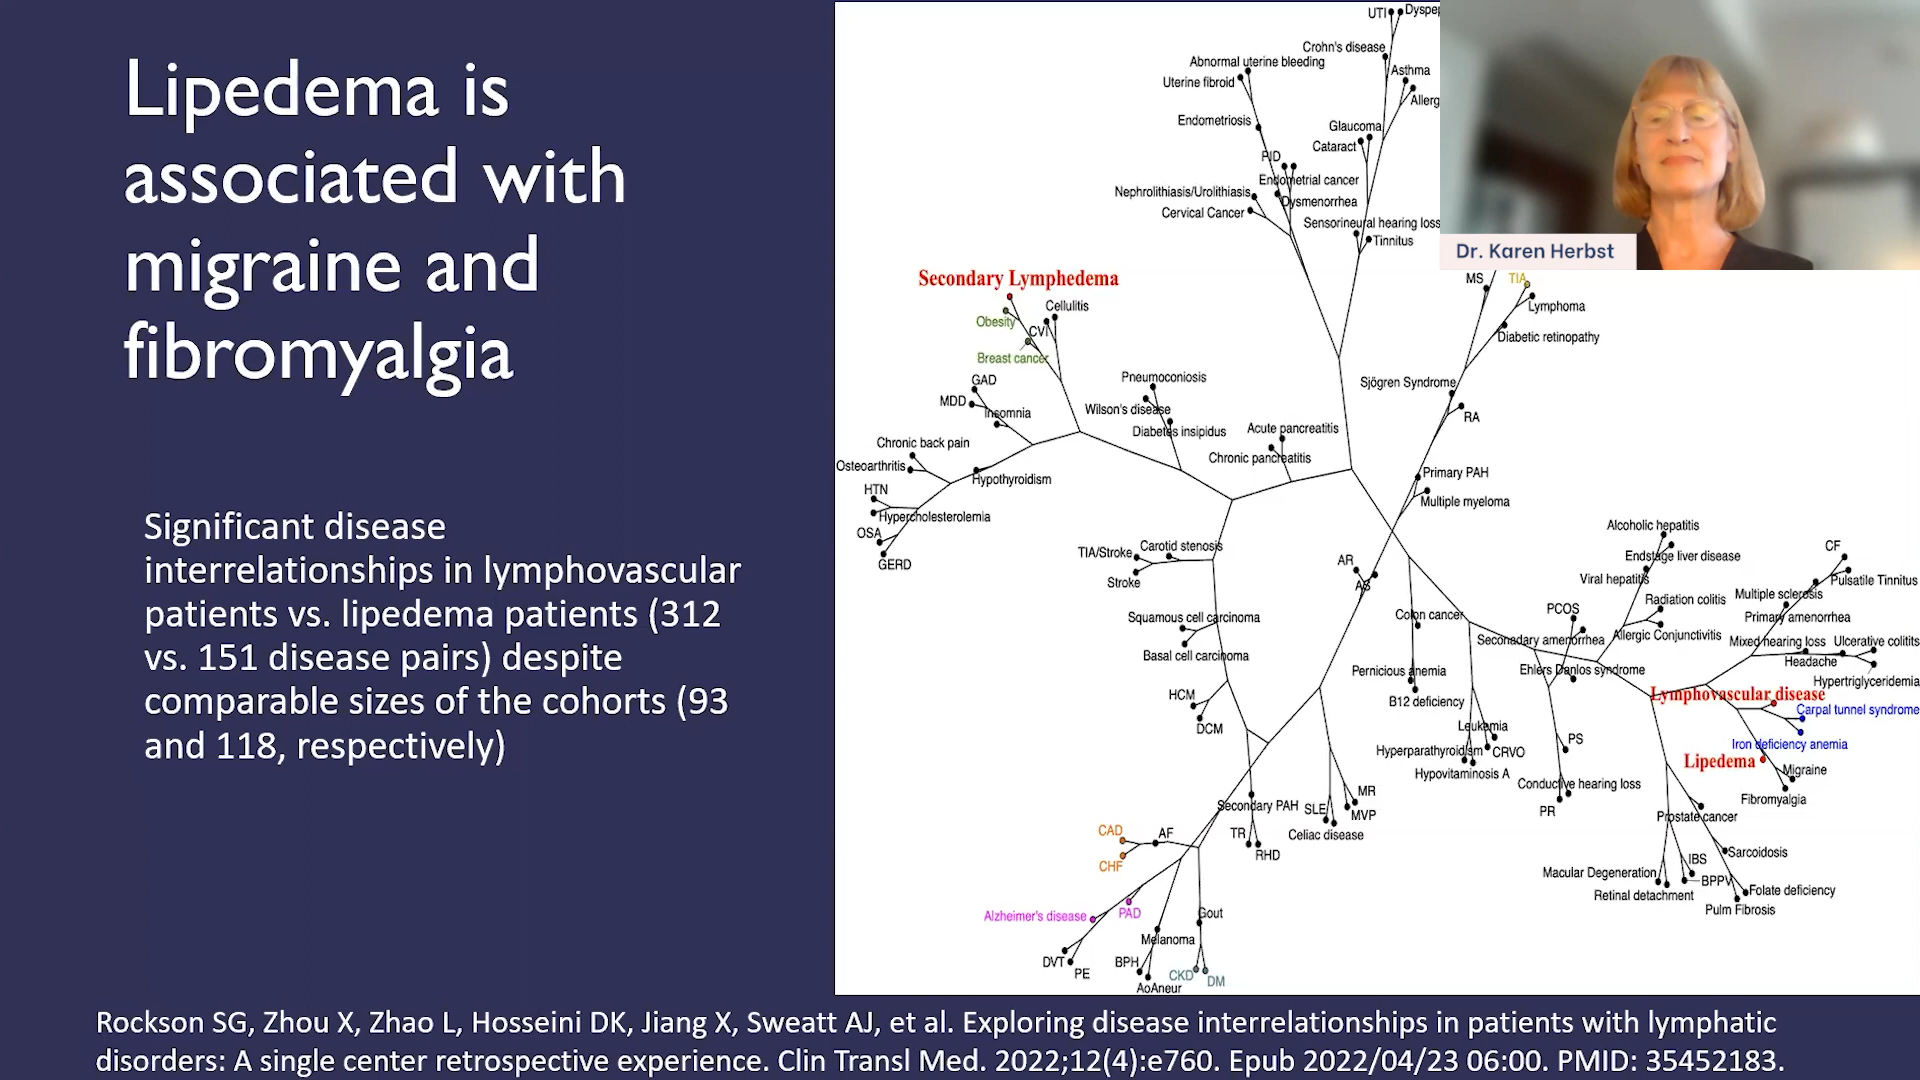 Lipedema is
associated with
migraine and
fibromyalgia
Significant disease
interrelationships in lymphovascular
patients vs. lipedema patients (312
vs. 151 disease pairs) despite
comparable sizes of the cohorts (93
and 118, respectively)
UTI
Crohn's disease
Asthma
Abnormal uterine bleeding
Uterine fibroid
Endometriosis
Glaucoma
Cataract
PID
Endometrial cancer
Nephrolithiasis/Urolithiasis
Dysmenorrhea
Cervical Cancer
Sensorineural hearing loss
Tinnitus
Dr. Karen Herbst
Secondary Lymphedema
Obesity
Cellulitis
CVI
Breast cancer
MS
TIA
Lymphoma
Diabetic retinopathy
GAD
MDD
Insomnia
Pneumoconiosis
Wilson's disease
Diabetes insipidus
Sjögren Syndrome
RA
Chronic back pain
Osteoarthritis
Hypothyroidism
Acute pancreatitis
Chronic pancreatitis
Primary PAH
Multiple myeloma
HTN
Hypercholesterolemia
OSA
GERD
TIA/Stroke
Carotid stenosis
Stroke
AR
AS
Alcoholic hepatitis
Endstage liver disease
Viral hepatitis
CF
Pulsatile Tinnitus
Multiple sclerosis
Radiation colitis
Primary amenorrhea
PCOS
Squamous cell carcinoma
Basal cell carcinoma
Colon cancer
Secondary amenorrhea
Allergic Conjunctivitis
Mixed hearing loss
Ulcerative colitits
Headache
Pernicious anemia
Ehlers Danlos syndrome
Hypertriglyceridemia
B12 deficiency
Lymphovascular disease
Carpal tunnel syndrome
HCM
DCM
Leukemia
Hyperparathyroidism
CRVO
Hypovitaminosis A
PS
Iron deficiency anemia
Lipedema
Migraine
Fibromyalgia
Conductive hearing loss
PR
Secondary PAH
SLE
MR
MVP
Celiac disease
TR
RHD
Prostate cancer
CAD
AF
CHF
Sarcoidosis
IBS
Macular Degeneration
BPPV
Retinal detachment
Folate deficiency
Pulm Fibrosis
Alzheimer's disease
PAD
Gout
Melanoma
DVT
PE
BPH
CKD
DM
AoAneur
Rockson SG, Zhou X, Zhao L, Hosseini DK, Jiang X, Sweatt AJ, et al. Exploring disease interrelationships in patients with lymphatic
disorders: A single center retrospective experience. Clin Transl Med. 2022;12(4):e760. Epub 2022/04/23 06:00. PMID: 35452183.